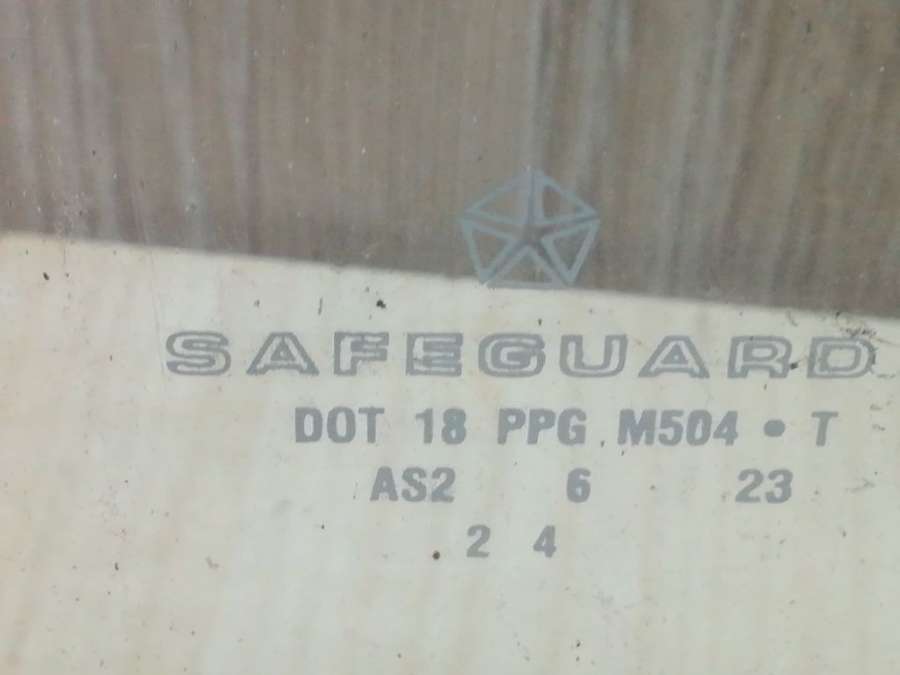 SAFEGUARD
DOT 18 PPG M504 • T
AS2 6 23
2 4